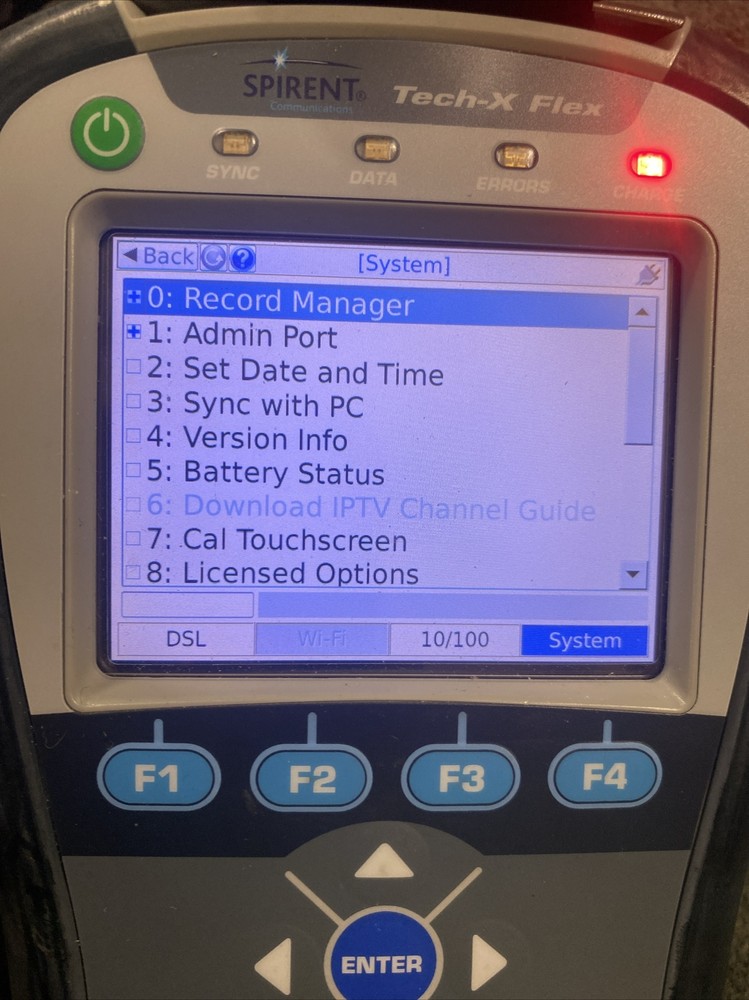 SPIRENT®
Communications
Tech-X Flex
SYNC
DATA
ERRORS
CHARGE
Back
?
[System]
0: Record Manager
1: Admin Port
2: Set Date and Time
3: Sync with PC
4: Version Info
5: Battery Status
6: Download IPTV Channel Guide
7: Cal Touchscreen
8: Licensed Options
DSL
Wi-Fi
10/100
System
F1
F2
F3
F4
ENTER